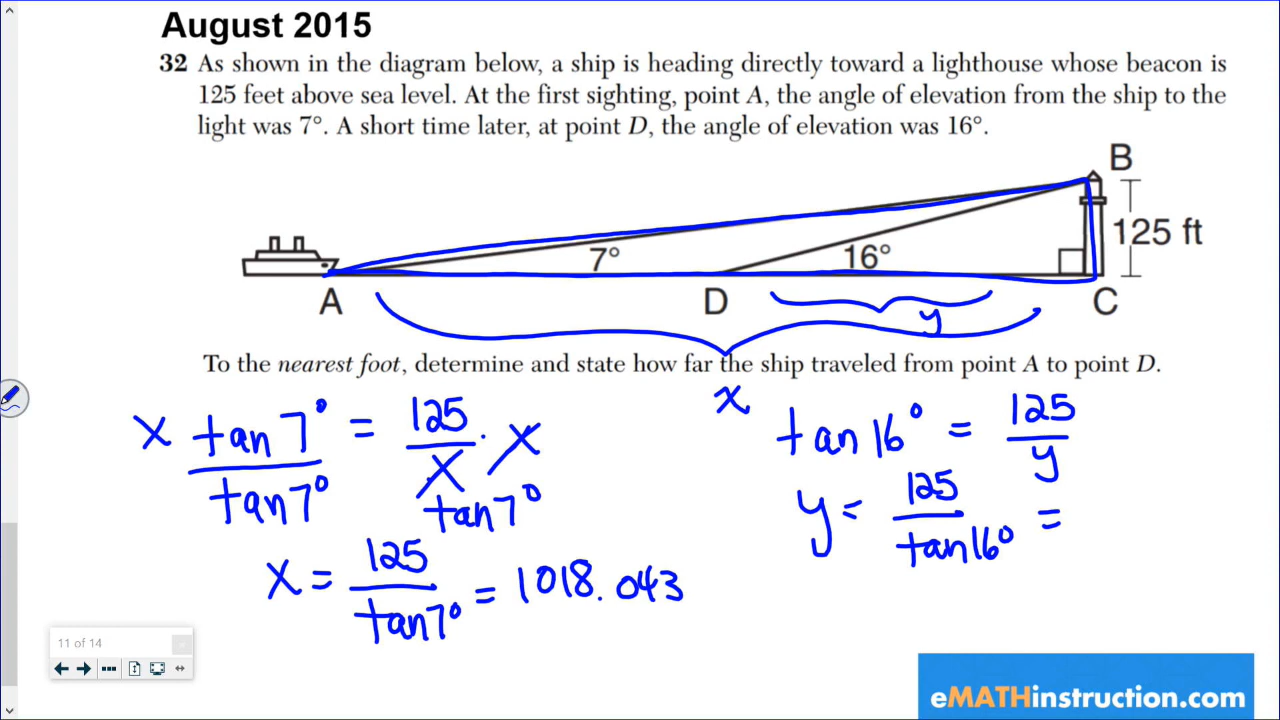 August 2015
32 As shown in the diagram below, a ship is heading directly toward a lighthouse whose beacon is
125 feet above sea level. At the first sighting, point A, the angle of elevation from the ship to the
light was 7°. A short time later, at point D, the angle of elevation was 16°.
B
125 ft
7°
16°
A
D
C
y
To the nearest foot, determine and state how far the ship traveled from point A to point D.
x
x tan 7° / tan 7° = 125 / x · x / tan 7°
x = 125 / tan 7° = 1018.043
tan 16° = 125 / y
y = 125 / tan 16° =
11 of 14
eMATHinstruction.com